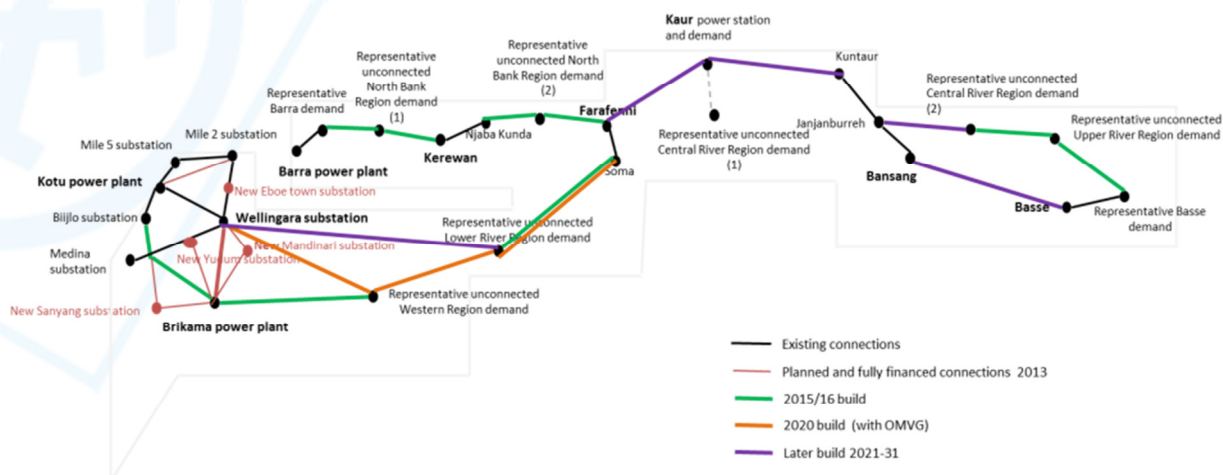 Kaur power station
and demand
Representative
unconnected North
Bank Region demand
(2)
Representative
unconnected
North Bank
Region demand
(1)
Kuntaur
Representative unconnected
Central River Region demand
(2)
Representative
Barra demand
Farafenni
Representative unconnected
Upper River Region demand
Mile 2 substation
Njaba Kunda
Janjanburreh
Mile 5 substation
Kerewan
Representative unconnected
Central River Region demand
(1)
Barra power plant
Soma
Bansang
Kotu power plant
New Eboe town substation
Basse
Representative Basse
demand
Biijlo substation
Wellingara substation
Representative unconnected
Lower River Region demand
Medina
substation
New Mandinari substation
New Yugum substation
Representative unconnected
Western Region demand
New Sanyang substation
Brikama power plant
Existing connections
Planned and fully financed connections 2013
2015/16 build
2020 build (with OMVG)
Later build 2021-31